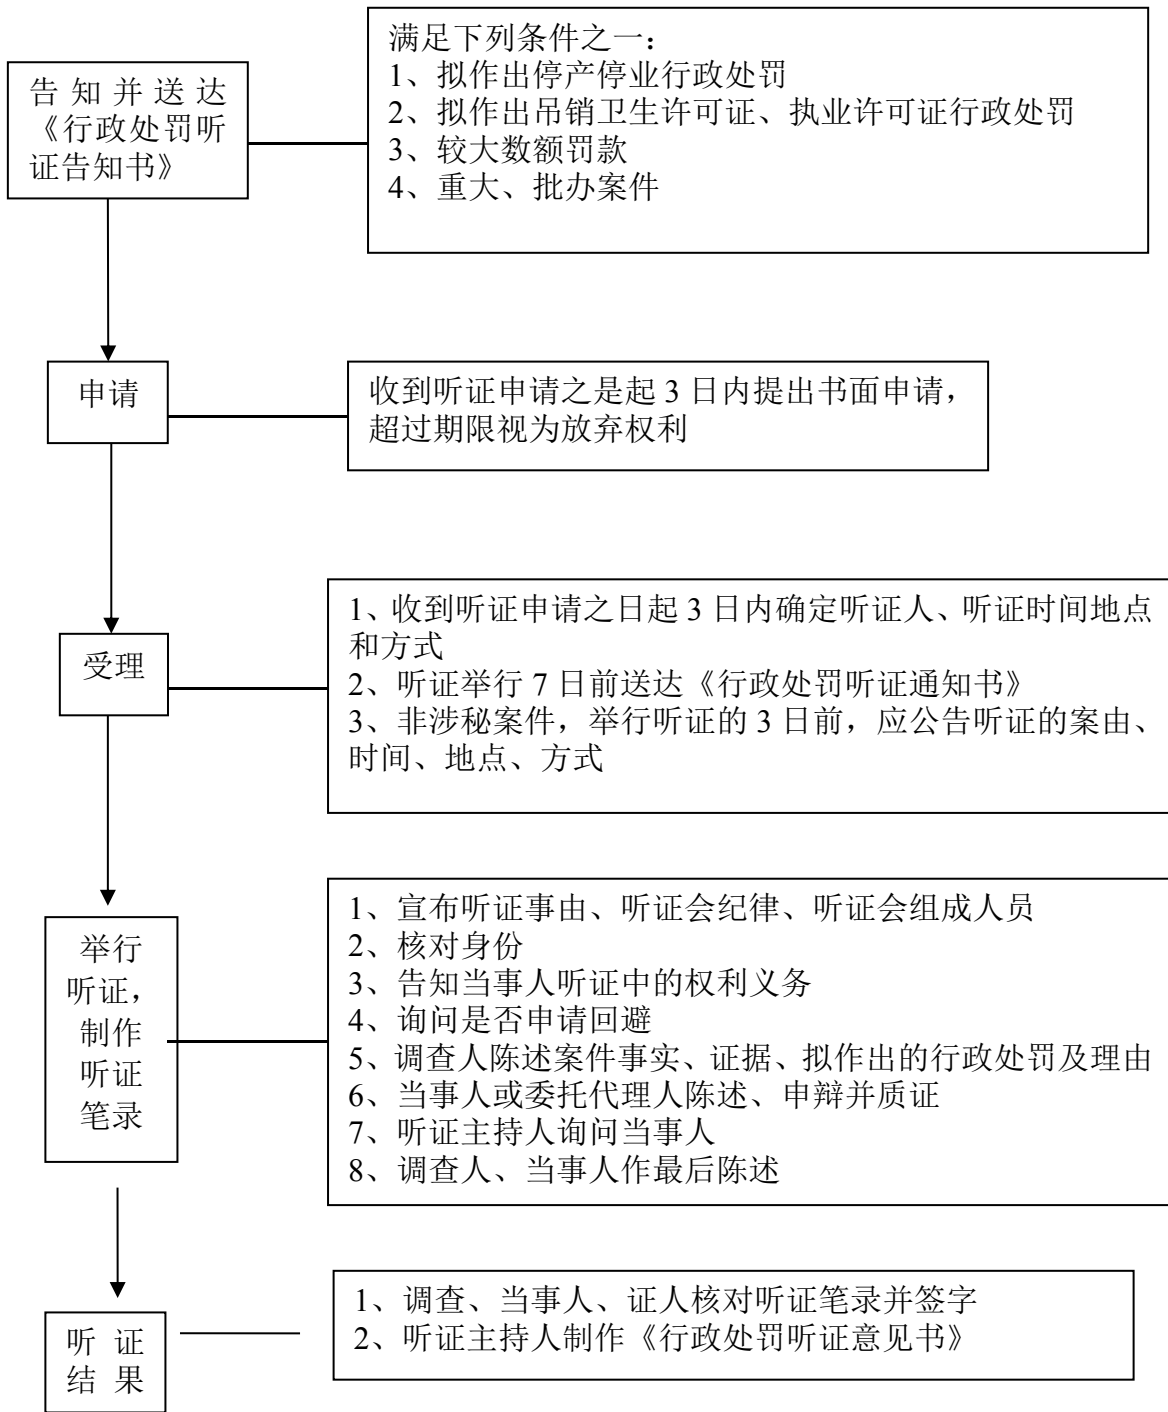 告知并送达
《行政处罚听
证告知书》
满足下列条件之一：
1、拟作出停产停业行政处罚
2、拟作出吊销卫生许可证、执业许可证行政处罚
3、较大数额罚款
4、重大、批办案件
申请
收到听证申请之是起 3 日内提出书面申请，
超过期限视为放弃权利
受理
1、收到听证申请之日起 3 日内确定听证人、听证时间地点
和方式
2、听证举行 7 日前送达《行政处罚听证通知书》
3、非涉秘案件，举行听证的 3 日前，应公告听证的案由、
时间、地点、方式
举行
听证，
制作
听证
笔录
1、宣布听证事由、听证会纪律、听证会组成人员
2、核对身份
3、告知当事人听证中的权利义务
4、询问是否申请回避
5、调查人陈述案件事实、证据、拟作出的行政处罚及理由
6、当事人或委托代理人陈述、申辩并质证
7、听证主持人询问当事人
8、调查人、当事人作最后陈述
听证
结果
1、调查、当事人、证人核对听证笔录并签字
2、听证主持人制作《行政处罚听证意见书》